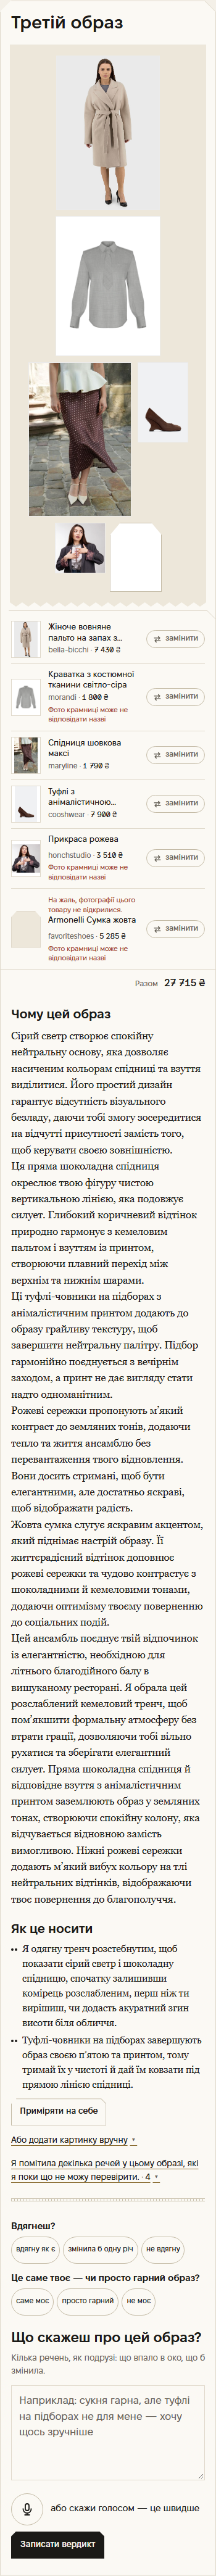 Третій образ
Жіноче вовняне
пальто на запах з...
bella-bicchi · 7 430 ₴
замінити
Краватка з костюмної
тканини світло-сіра
morandi · 1 800 ₴
Фото крамниці може не
відповідати назві
замінити
Спідниця шовкова
максі
maryline · 1 790 ₴
замінити
Туфлі з
анімалістичною...
cooshwear · 7 900 ₴
замінити
Прикраса рожева
honchstudio · 3 510 ₴
Фото крамниці може не
відповідати назві
замінити
На жаль, фотографії цього
товару не відкрилися.
Armonelli Сумка жовта
favoriteshoes · 5 285 ₴
Фото крамниці може не
відповідати назві
замінити
Разом 27 715 ₴
Чому цей образ
Сірий светр створює спокійну
нейтральну основу, яка дозволяє
насиченим кольорам спідниці та взуття
виділитися. Його простий дизайн
гарантує відсутність візуального
безладу, даючи тобі змогу зосередитися
на відчутті присутності замість того,
щоб керувати своєю зовнішністю.
Ця пряма шоколадна спідниця
окреслює твою фігуру чистою
вертикальною лінією, яка подовжує
силует. Глибокий коричневий відтінок
природно гармонює з кемеловим
пальтом і взуттям із принтом,
створюючи плавний перехід між
верхнім та нижнім шарами.
Ці туфлі-човники на підборах з
анімалістичним принтом додають до
образу грайливу текстуру, щоб
завершити нейтральну палітру. Підбор
гармонійно поєднується з вечірнім
заходом, а принт не дає вигляду стати
надто одноманітним.
Рожеві сережки пропонують м’який
контраст до земляних тонів, додаючи
тепло та життя ансамблю без
перевантаження твого відновлення.
Вони досить стримані, щоб бути
елегантними, але достатньо яскраві,
щоб відображати радість.
Жовта сумка слугує яскравим акцентом,
який піднімає настрій образу. Її
життєрадісний відтінок доповнює
рожеві сережки та чудово контрастує з
шоколадними й кемеловими тонами,
додаючи оптимізму твоєму поверненню
до соціальних подій.
Цей ансамбль поєднує твій відпочинок
із елегантністю, необхідною для
літнього благодійного балу в
вишуканому ресторані. Я обрала цей
розслаблений кемеловий тренч, щоб
пом’якшити формальну атмосферу без
втрати грації, дозволяючи тобі вільно
рухатися та зберігати елегантний
силует. Пряма шоколадна спідниця й
відповідне взуття з анімалістичним
принтом заземлюють образ у земляних
тонах, створюючи спокійну колону, яка
відчувається відновною замість
вимогливою. Ніжні рожеві сережки
додають м’який вибух кольору на тлі
нейтральних відтінків, відображаючи
твоє повернення до благополуччя.
Як це носити
Я одягну тренч розстебнутим, щоб
показати сірий светр і шоколадну
спідницю, спочатку залишивши
комірець розслабленим, перш ніж ти
вирішиш, чи додасть акуратний згин
висоти біля обличчя.
Туфлі-човники на підборах завершують
образ своєю п’ятою та принтом, тому
тримай їх у чистоті й дай їм ковзати під
прямою лінією спідниці.
Приміряти на себе
Або додати картинку вручну
Я помітила декілька речей у цьому образі, які
я поки що не можу перевірити. · 4
Вдягнеш?
вдягну як є
змінила б одну річ
не вдягну
Це саме твоє — чи просто гарний образ?
саме моє
просто гарний
не моє
Що скажеш про цей образ?
Кілька речень, як подрузі: що впало в око, що б
змінила.
Наприклад: сукня гарна, але туфлі
на підборах не для мене — хочу
щось зручніше
або скажи голосом — це швидше
Записати вердикт